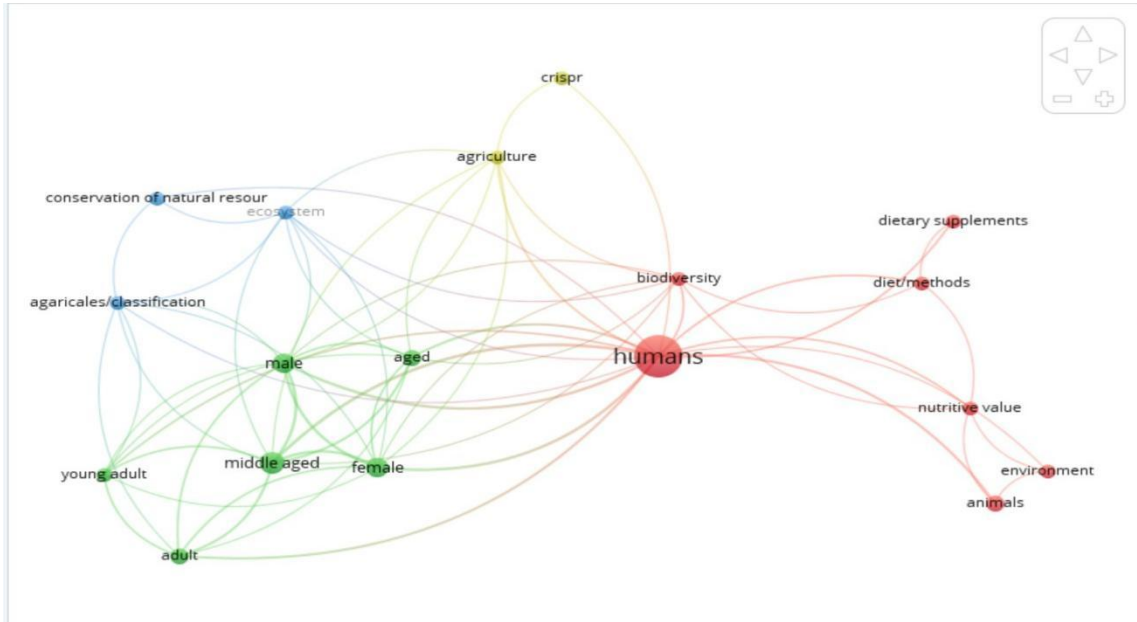 crispr
agriculture
conservation of natural resour
ecosystem
dietary supplements
biodiversity
diet/methods
agaricales/classification
male
aged
humans
nutritive value
young adult
middle aged
female
environment
animals
adult